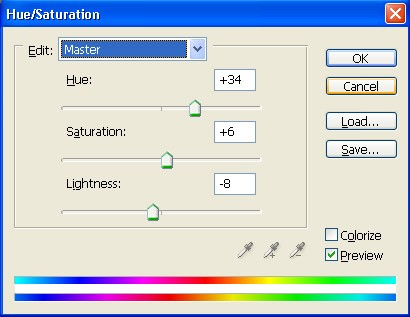 Hue/Saturation
Edit: Master
OK
Hue: +34
Cancel
Saturation: +6
Load...
Save...
Lightness: -8
Colorize
Preview